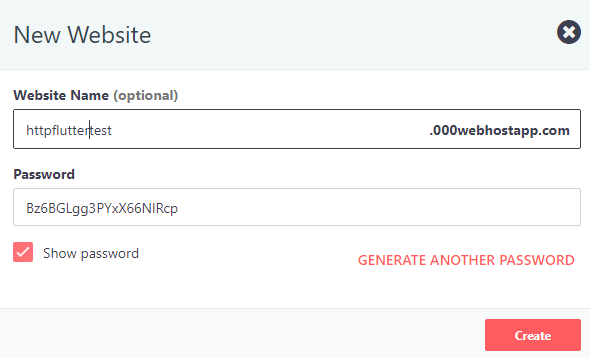 New Website
Website Name (optional)
httpfluttertest .000webhostapp.com
Password
Bz6BGLgg3PYxX66NIRcp
Show password
GENERATE ANOTHER PASSWORD
Create